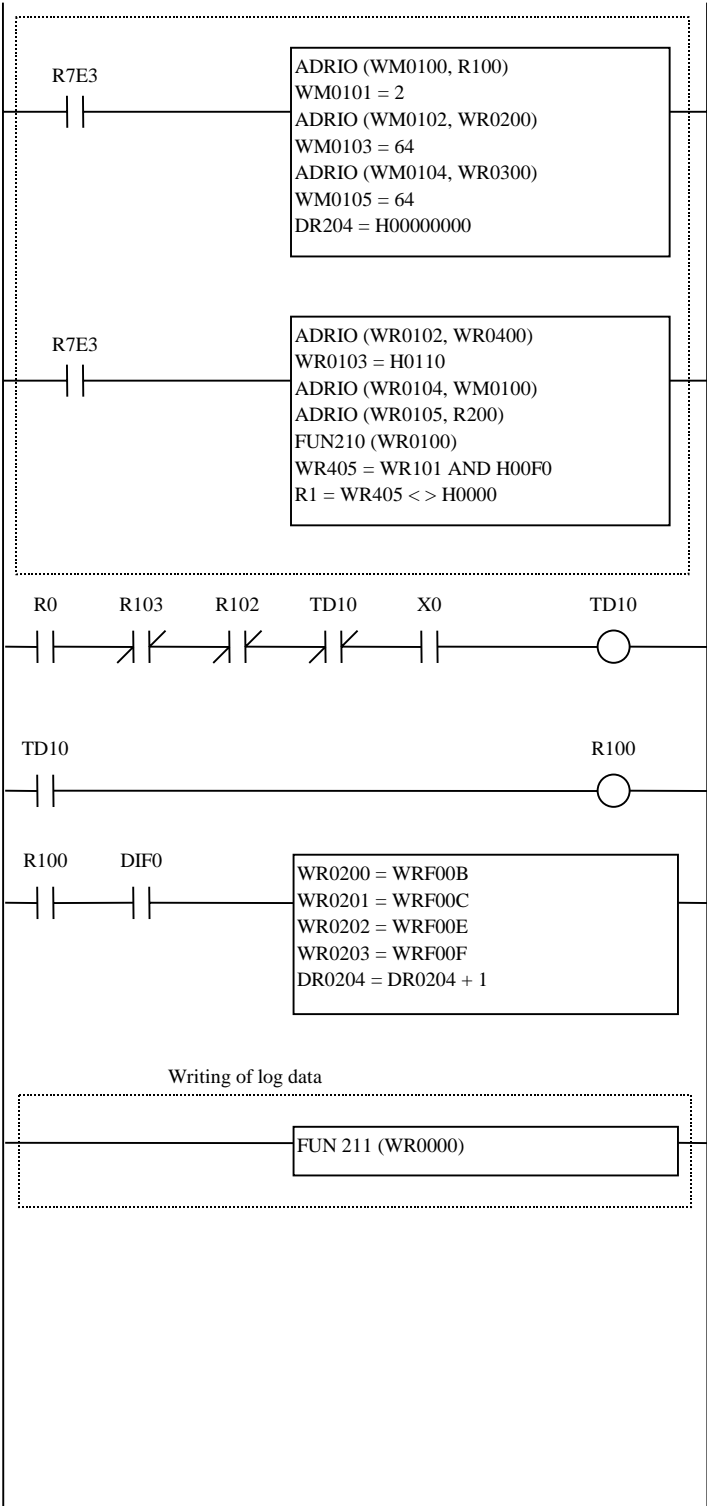 R7E3
ADRIO (WM0100, R100)
WM0101 = 2
ADRIO (WM0102, WR0200)
WM0103 = 64
ADRIO (WM0104, WR0300)
WM0105 = 64
DR204 = H00000000
R7E3
ADRIO (WR0102, WR0400)
WR0103 = H0110
ADRIO (WR0104, WM0100)
ADRIO (WR0105, R200)
FUN210 (WR0100)
WR405 = WR101 AND H00F0
R1 = WR405 < > H0000
R0 R103 R102 TD10 X0 TD10
TD10 R100
R100 DIF0
WR0200 = WRF00B
WR0201 = WRF00C
WR0202 = WRF00E
WR0203 = WRF00F
DR0204 = DR0204 + 1
Writing of log data
FUN 211 (WR0000)